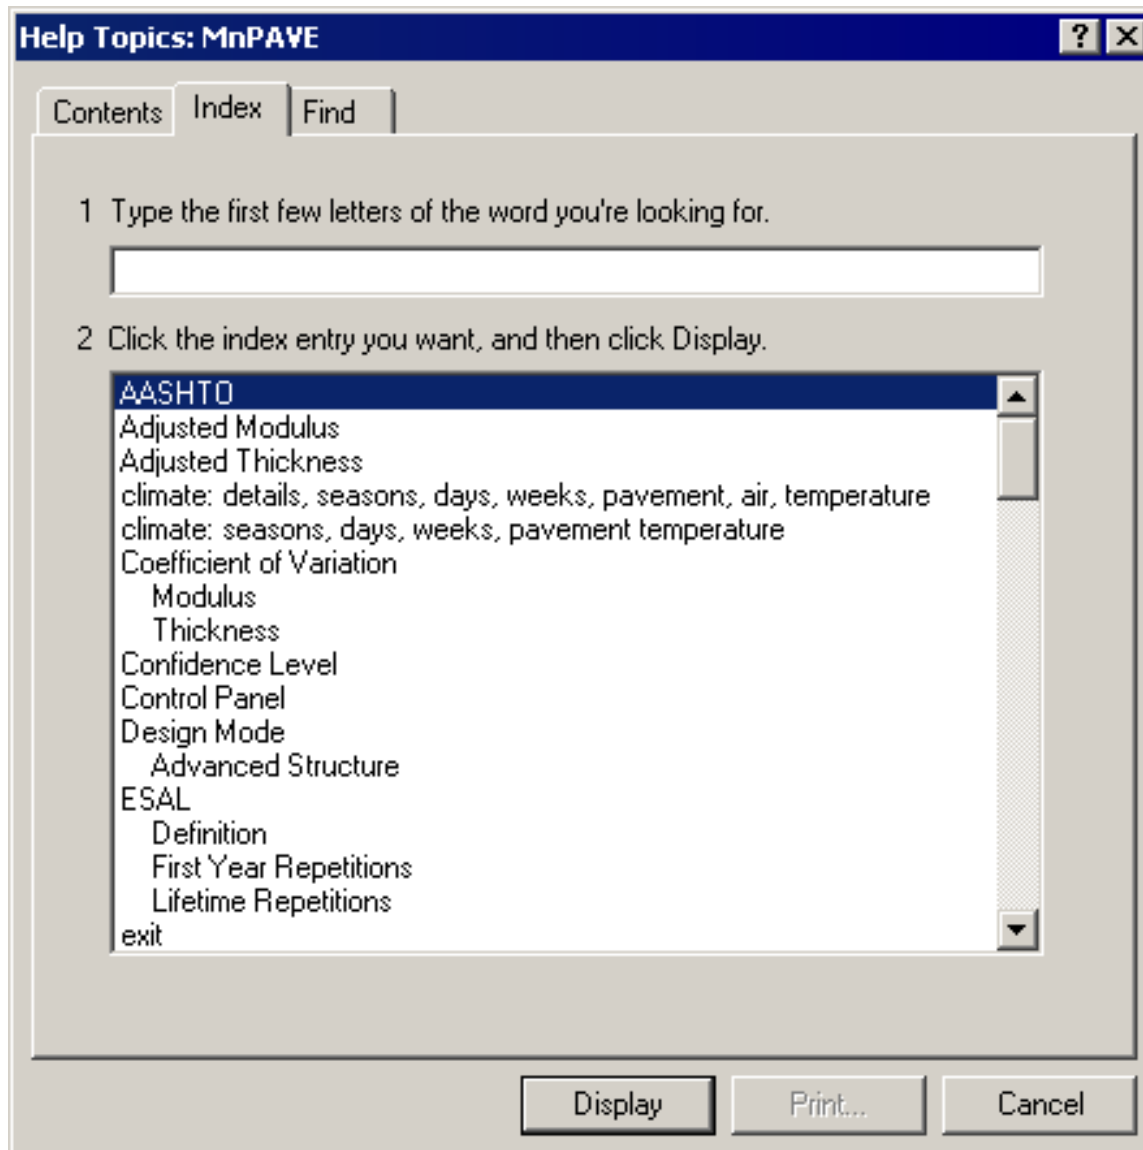 Help Topics: MnPAVE
Contents Index Find
1 Type the first few letters of the word you're looking for.
2 Click the index entry you want, and then click Display.
AASHTO
Adjusted Modulus
Adjusted Thickness
climate: details, seasons, days, weeks, pavement, air, temperature
climate: seasons, days, weeks, pavement temperature
Coefficient of Variation
Modulus
Thickness
Confidence Level
Control Panel
Design Mode
Advanced Structure
ESAL
Definition
First Year Repetitions
Lifetime Repetitions
exit
Display Print... Cancel